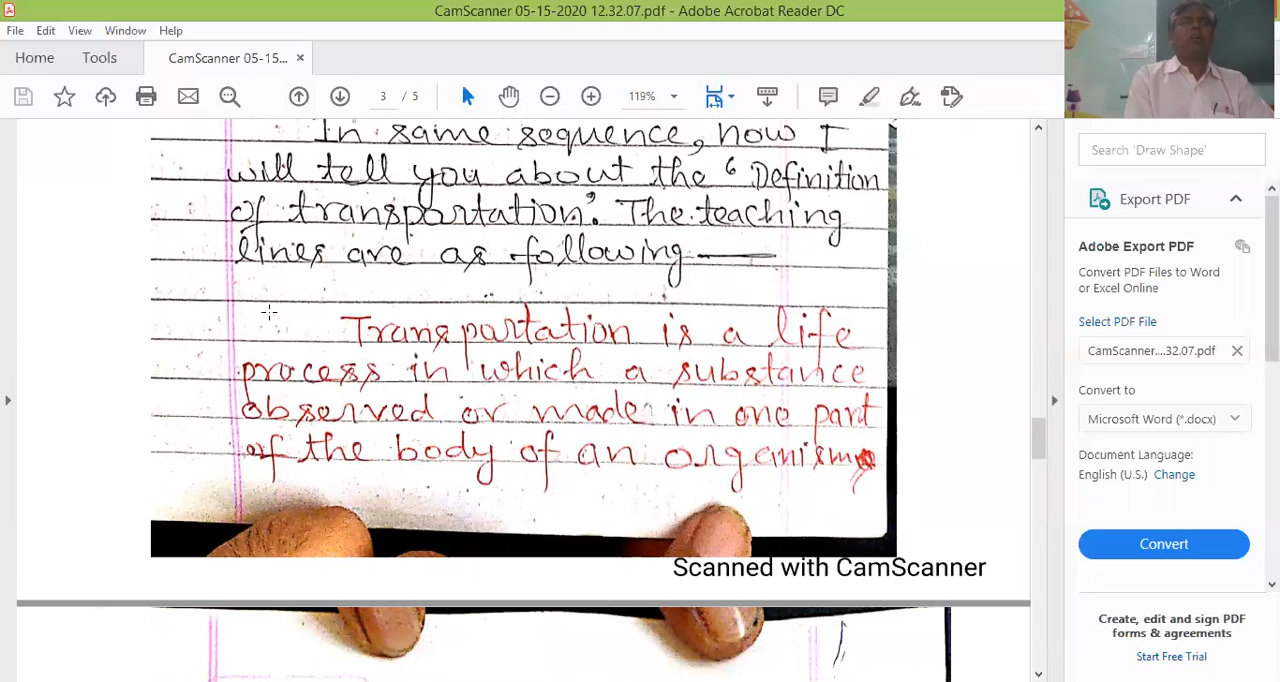 CamScanner 05-15-2020 12.32.07.pdf - Adobe Acrobat Reader DC
File Edit View Window Help
Home Tools CamScanner 05-15... ×
3 / 5 119%
In same sequence, now I
will tell you about the "Definition
of transportation". The teaching
lines are as following —
Transportation is a life
process in which a substance
observed or made in one part
of the body of an organism
Scanned with CamScanner
Search 'Draw Shape'
Export PDF
Adobe Export PDF
Convert PDF Files to Word
or Excel Online
Select PDF File
CamScanner....32.07.pdf ×
Convert to
Microsoft Word (*.docx)
Document Language:
English (U.S.) Change
Convert
Create, edit and sign PDF
forms & agreements
Start Free Trial